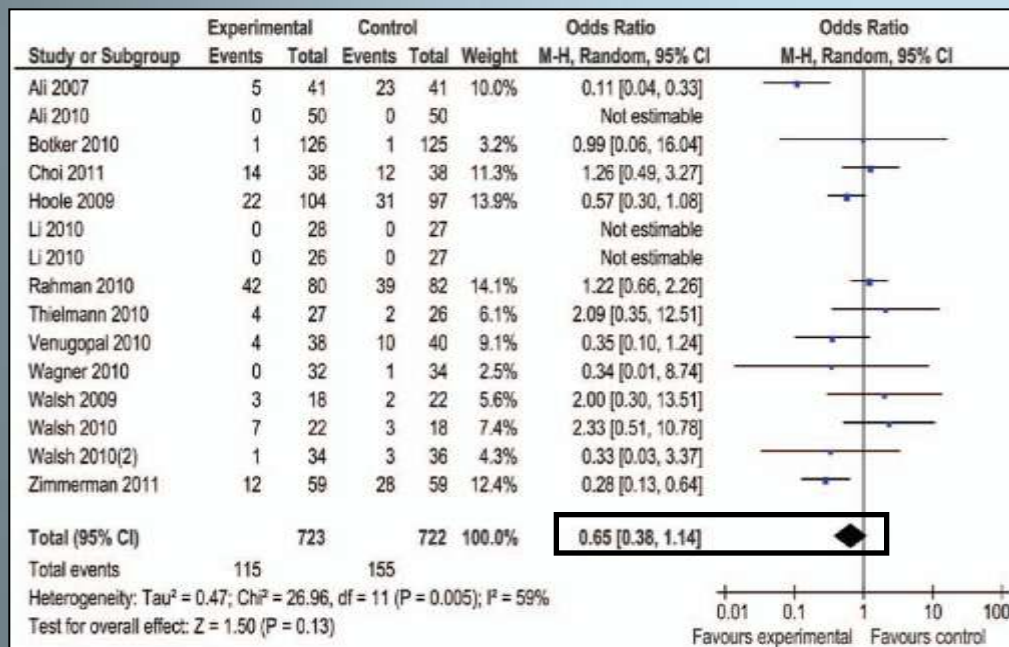 Experimental Control Odds Ratio Odds Ratio
Study or Subgroup Events Total Events Total Weight M-H, Random, 95% CI M-H, Random, 95% CI
Ali 2007 5 41 23 41 10.0% 0.11 [0.04, 0.33]
Ali 2010 0 50 0 50 Not estimable
Botker 2010 1 126 1 125 3.2% 0.99 [0.06, 16.04]
Choi 2011 14 38 12 38 11.3% 1.26 [0.49, 3.27]
Hoole 2009 22 104 31 97 13.9% 0.57 [0.30, 1.08]
Li 2010 0 28 0 27 Not estimable
Li 2010 0 26 0 27 Not estimable
Rahman 2010 42 80 39 82 14.1% 1.22 [0.66, 2.26]
Thielmann 2010 4 27 2 26 6.1% 2.09 [0.35, 12.51]
Venugopal 2010 4 38 10 40 9.1% 0.35 [0.10, 1.24]
Wagner 2010 0 32 1 34 2.5% 0.34 [0.01, 8.74]
Walsh 2009 3 18 2 22 5.6% 2.00 [0.30, 13.51]
Walsh 2010 7 22 3 18 7.4% 2.33 [0.51, 10.78]
Walsh 2010(2) 1 34 3 36 4.3% 0.33 [0.03, 3.37]
Zimmerman 2011 12 59 28 59 12.4% 0.28 [0.13, 0.64]
Total (95% CI) 723 722 100.0% 0.65 [0.38, 1.14]
Total events 115 155
Heterogeneity: Tau² = 0.47; Chi² = 26.96, df = 11 (P = 0.005); I² = 59%
Test for overall effect: Z = 1.50 (P = 0.13)
0.01 0.1 1 10 100
Favours experimental Favours control